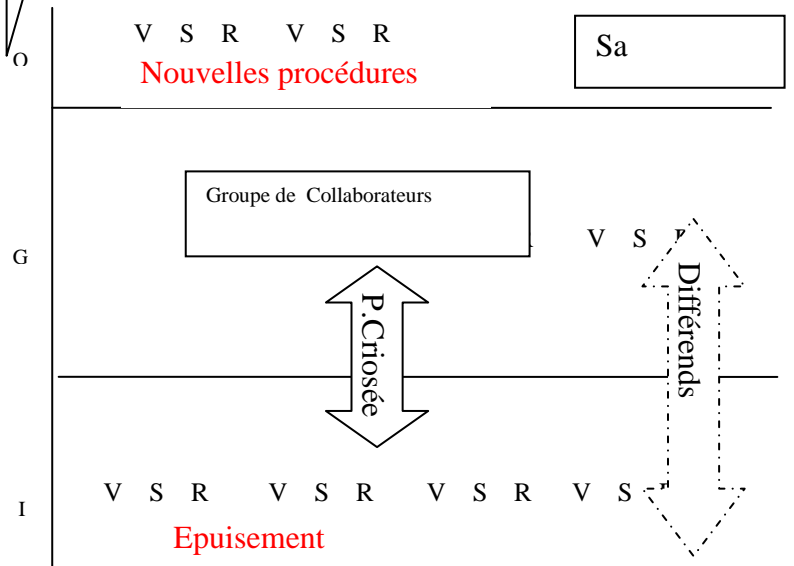 V S R V S R
Sa
O
Nouvelles procédures
Groupe de Collaborateurs
V S
G
Différends
P.Criosée
V S R V S R V S R V S
I
Epuisement